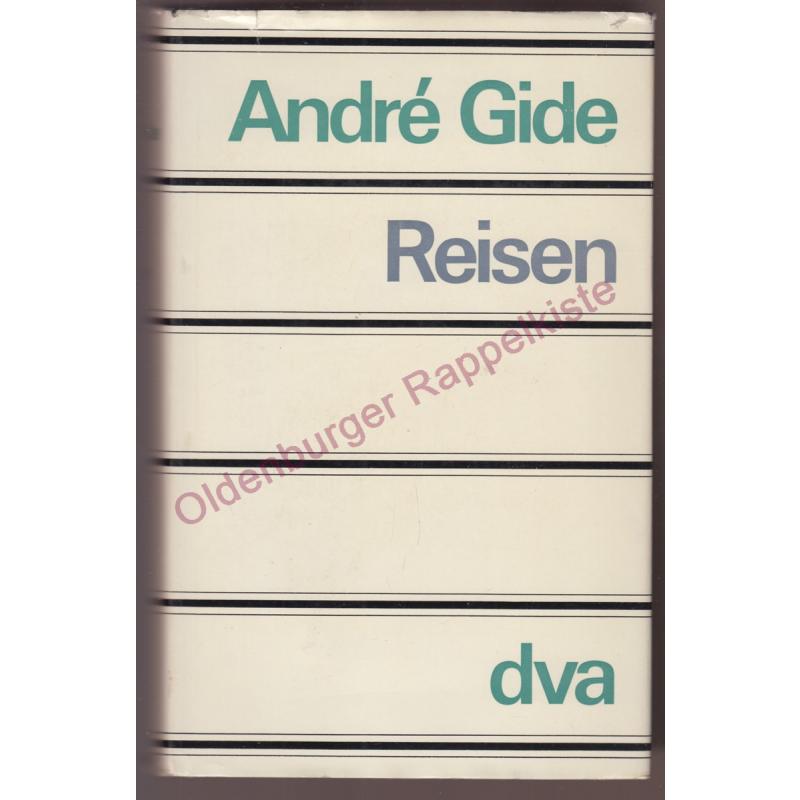 André Gide
Reisen
Oldenburger Rappelkiste
dva